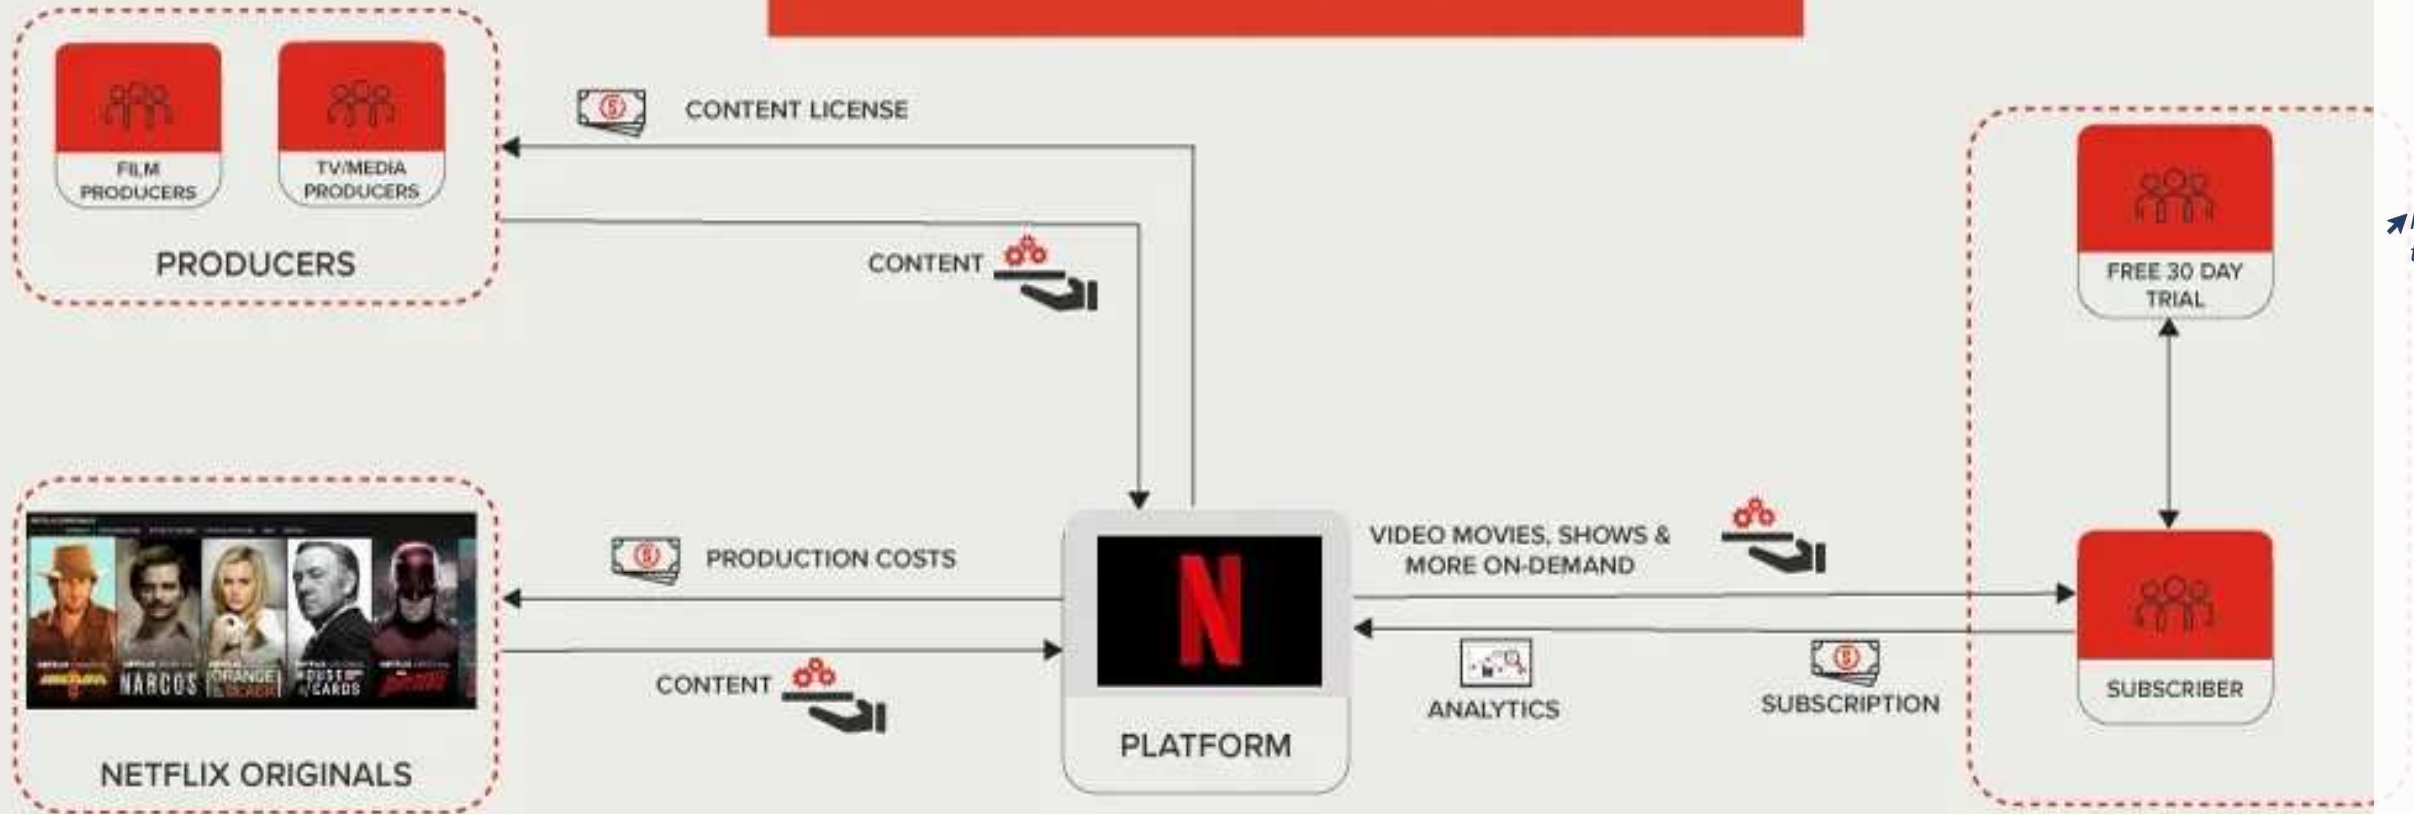 FILM
PRODUCERS
TV/MEDIA
PRODUCERS
PRODUCERS
CONTENT LICENSE
CONTENT
FREE 30 DAY
TRIAL
NARCOS
ORANGE
HOUSE OF
CARDS
NETFLIX ORIGINALS
PRODUCTION COSTS
CONTENT
N
PLATFORM
VIDEO MOVIES, SHOWS &
MORE ON-DEMAND
ANALYTICS
SUBSCRIPTION
SUBSCRIBER